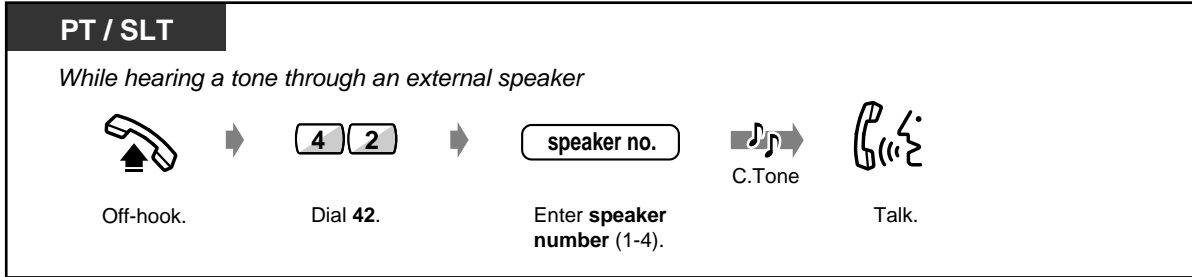 PT / SLT
While hearing a tone through an external speaker
4 2
speaker no.
C.Tone
Off-hook.
Dial 42.
Enter speaker
number (1-4).
Talk.